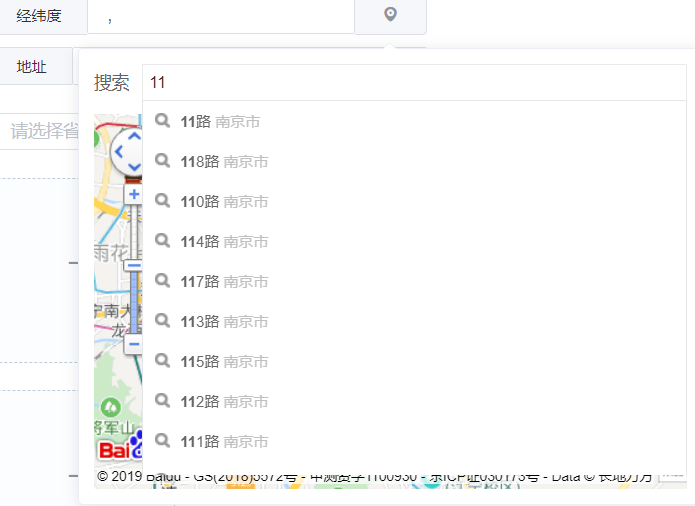 经纬度 ,
地址
搜索 11
请选择省
11路 南京市
118路 南京市
110路 南京市
114路 南京市
117路 南京市
113路 南京市
115路 南京市
112路 南京市
111路 南京市
雨花
宁南大
龙
将军山
Bai
© 2019 Baidu - GS(2018)5572号 - 甲测资字1100930 - 京ICP证030173号 - Data © 长地万方